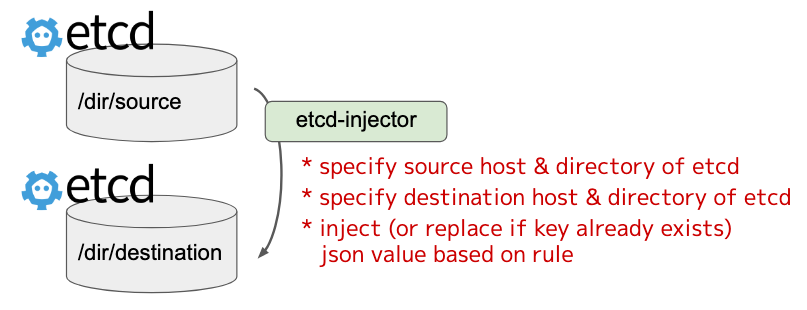 etcd
/dir/source
etcd-injector
* specify source host & directory of etcd
* specify destination host & directory of etcd
* inject (or replace if key already exists)
json value based on rule
etcd
/dir/destination